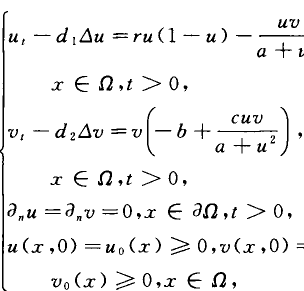 u_t − d_1Δu = ru(1 − u) − uv / a +
x ∈ Ω, t > 0,
v_t − d_2Δv = v(−b + cuv / a + u^2),
x ∈ Ω, t > 0,
∂_n u = ∂_n v = 0, x ∈ ∂Ω, t > 0,
u(x,0) = u_0(x) ⩾ 0, v(x,0) =
v_0(x) ⩾ 0, x ∈ Ω,